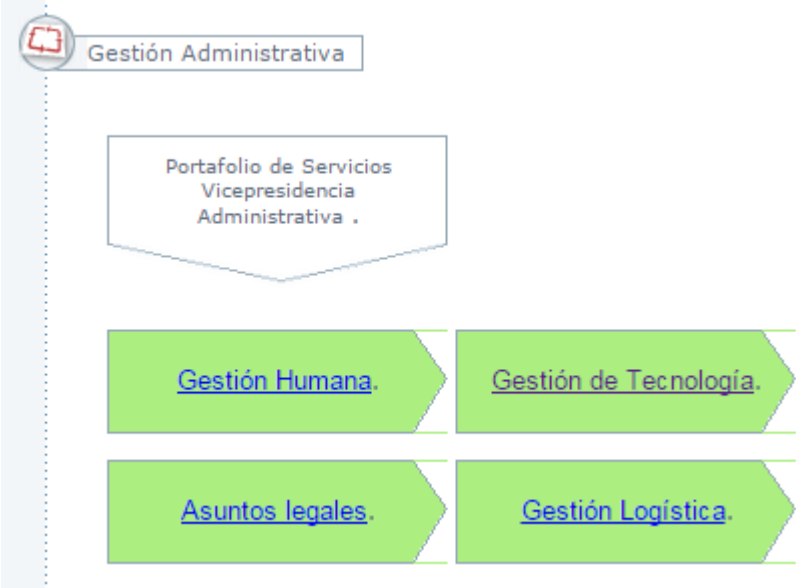 Gestión Administrativa
Portafolio de Servicios
Vicepresidencia
Administrativa .
Gestión Humana.
Gestión de Tecnología.
Asuntos legales.
Gestión Logística.